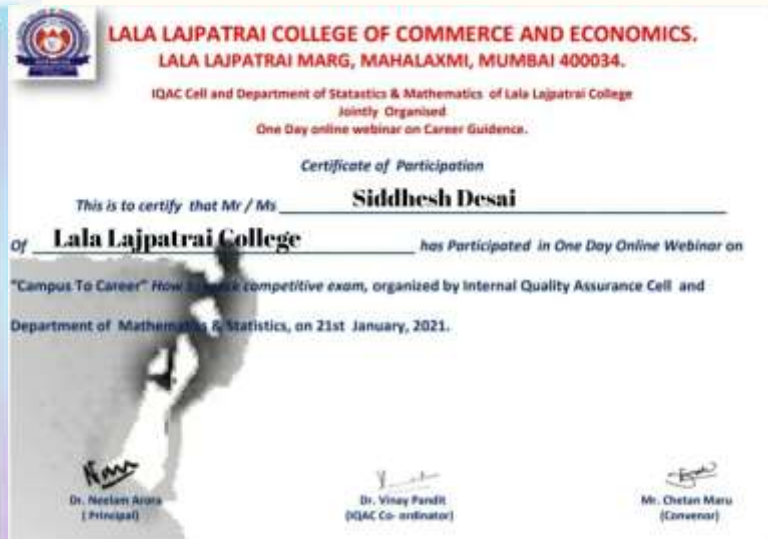 LALA LAJPATRAI COLLEGE OF COMMERCE AND ECONOMICS.
LALA LAJPATRAI MARG, MAHALAXMI, MUMBAI 400034.
IQAC Cell and Department of Statastics & Mathematics of Lala Lajpatrai College
Jointly Organised
One Day online webinar on Career Guidence.
Certificate of Participation
This is to certify that Mr / Ms Siddhesh Desai
Of Lala Lajpatrai College has Participated in One Day Online Webinar on
"Campus To Career" How competitive exam, organized by Internal Quality Assurance Cell and
Department of Mathematics & Statistics, on 21st January, 2021.
Dr. Neelam Arora
( Principal)
Dr. Vinay Pandit
(IQAC Co- ordinator)
Mr. Chetan Maru
(Convenor)